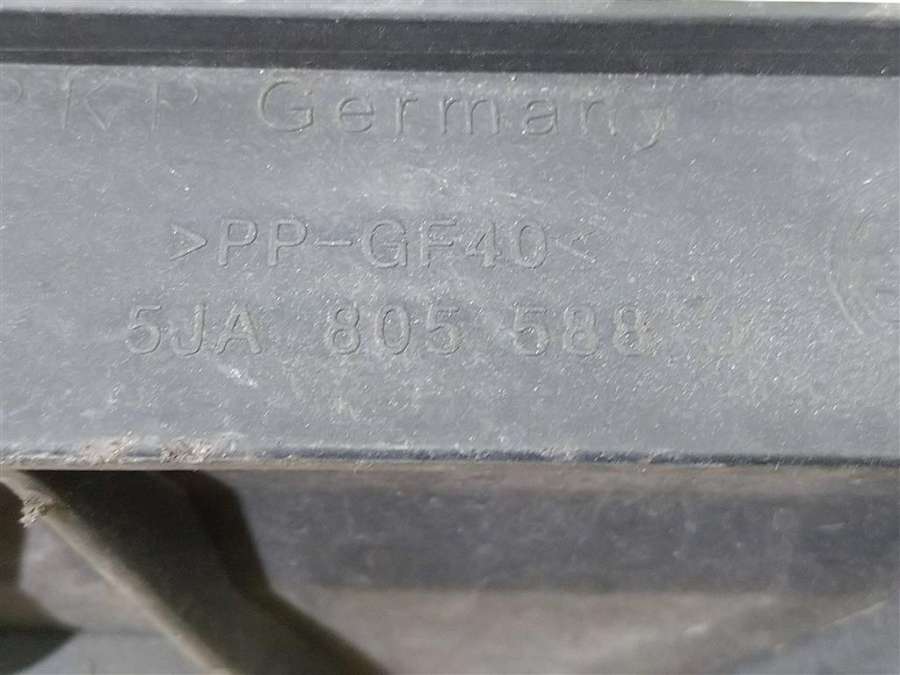 PKP Germany
>PP-GF40<
5JA 805 588